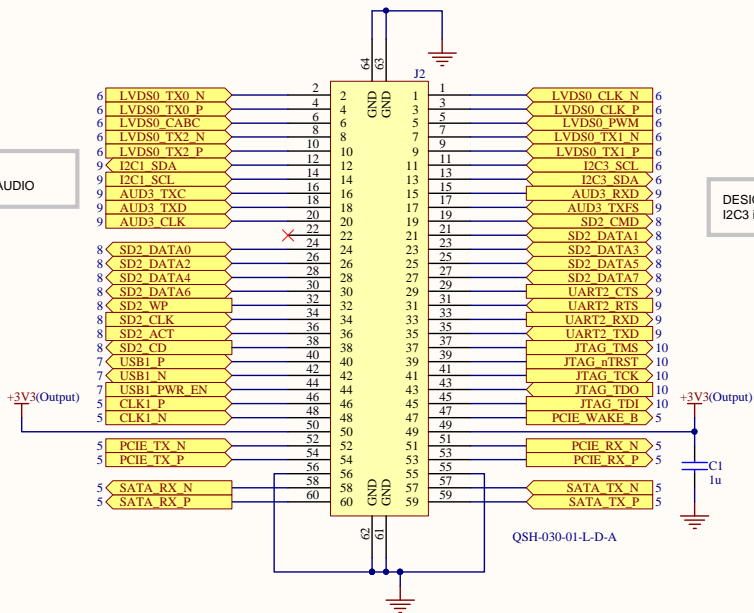 64 63
GND GND
J2
6 LVDS0_TX0_N 2 2 1 1 LVDS0_CLK_N 6
6 LVDS0_TX0_P 4 4 3 3 LVDS0_CLK_P 6
6 LVDS0_CABC 6 6 5 5 LVDS0_PWM 6
6 LVDS0_TX2_N 8 8 7 7 LVDS0_TX1_N 6
6 LVDS0_TX2_P 10 10 9 9 LVDS0_TX1_P 6
9 I2C1_SDA 12 12 11 11 I2C3_SCL 6
9 I2C1_SCL 14 14 13 13 I2C3_SDA 6
9 AUD3_TXC 16 16 15 15 AUD3_RXD 9
9 AUD3_TXD 18 18 17 17 AUD3_TXFS 9
9 AUD3_CLK 20 20 19 19 SD2_CMD 8
22 22 21 21 SD2_DATA1 8
8 SD2_DATA0 24 24 23 23 SD2_DATA3 8
8 SD2_DATA2 26 26 25 25 SD2_DATA5 8
8 SD2_DATA4 28 28 27 27 SD2_DATA7 8
8 SD2_DATA6 30 30 29 29 UART2_CTS 9
8 SD2_WP 32 32 31 31 UART2_RTS 9
8 SD2_CLK 34 34 33 33 UART2_RXD 9
8 SD2_ACT 36 36 35 35 UART2_TXD 9
8 SD2_CD 38 38 37 37 JTAG_TMS 10
7 USB1_P 40 40 39 39 JTAG_nTRST 10
7 USB1_N 42 42 41 41 JTAG_TCK 10
7 USB1_PWR_EN 44 44 43 43 JTAG_TDO 10
5 CLK1_P 46 46 45 45 JTAG_TDI 10
5 CLK1_N 48 48 47 47 PCIE_WAKE_B 5
+3V3(Output) 50 50 49 49 +3V3(Output)
5 PCIE_TX_N 52 52 51 51 PCIE_RX_N 5
5 PCIE_TX_P 54 54 53 53 PCIE_RX_P 5
56 56 55 55
5 SATA_RX_N 58 58 57 57 SATA_TX_N 5
5 SATA_RX_P 60 60 59 59 SATA_TX_P 5
GND GND
62 61
C1
1u
QSH-030-01-L-D-A
AUDIO
I2C3